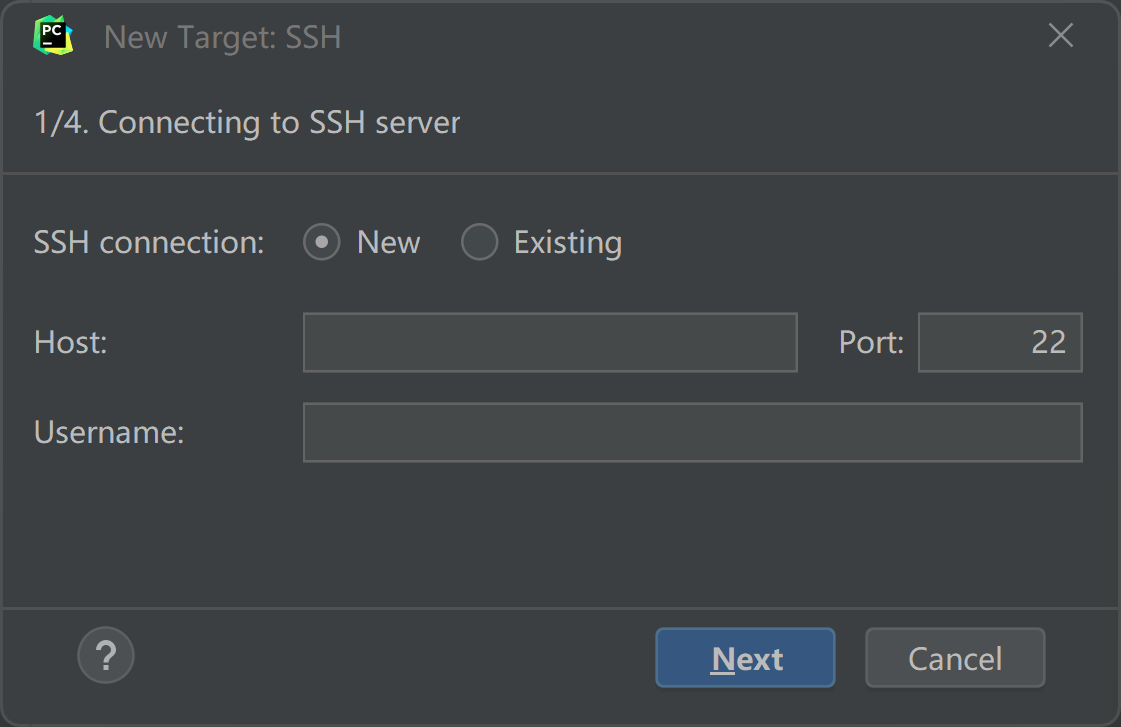 PC
New Target: SSH
1/4. Connecting to SSH server
SSH connection: New Existing
Host: Port: 22
Username:
? Next Cancel